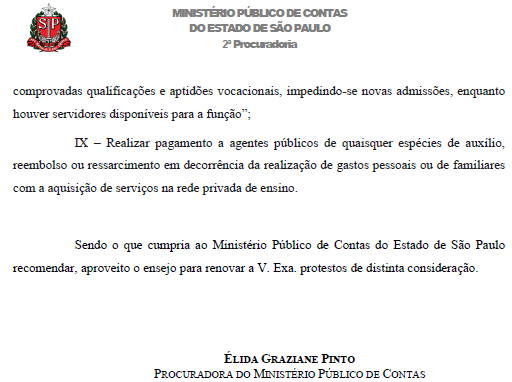 MINISTÉRIO PÚBLICO DE CONTAS
DO ESTADO DE SÃO PAULO
2ª Procuradoria
comprovadas qualificações e aptidões vocacionais, impedindo-se novas admissões, enquanto
houver servidores disponíveis para a função”;
IX – Realizar pagamento a agentes públicos de quaisquer espécies de auxílio,
reembolso ou ressarcimento em decorrência da realização de gastos pessoais ou de familiares
com a aquisição de serviços na rede privada de ensino.
Sendo o que cumpria ao Ministério Público de Contas do Estado de São Paulo
recomendar, aproveito o ensejo para renovar a V. Exa. protestos de distinta consideração.
ÉLIDA GRAZIANE PINTO
PROCURADORA DO MINISTÉRIO PÚBLICO DE CONTAS